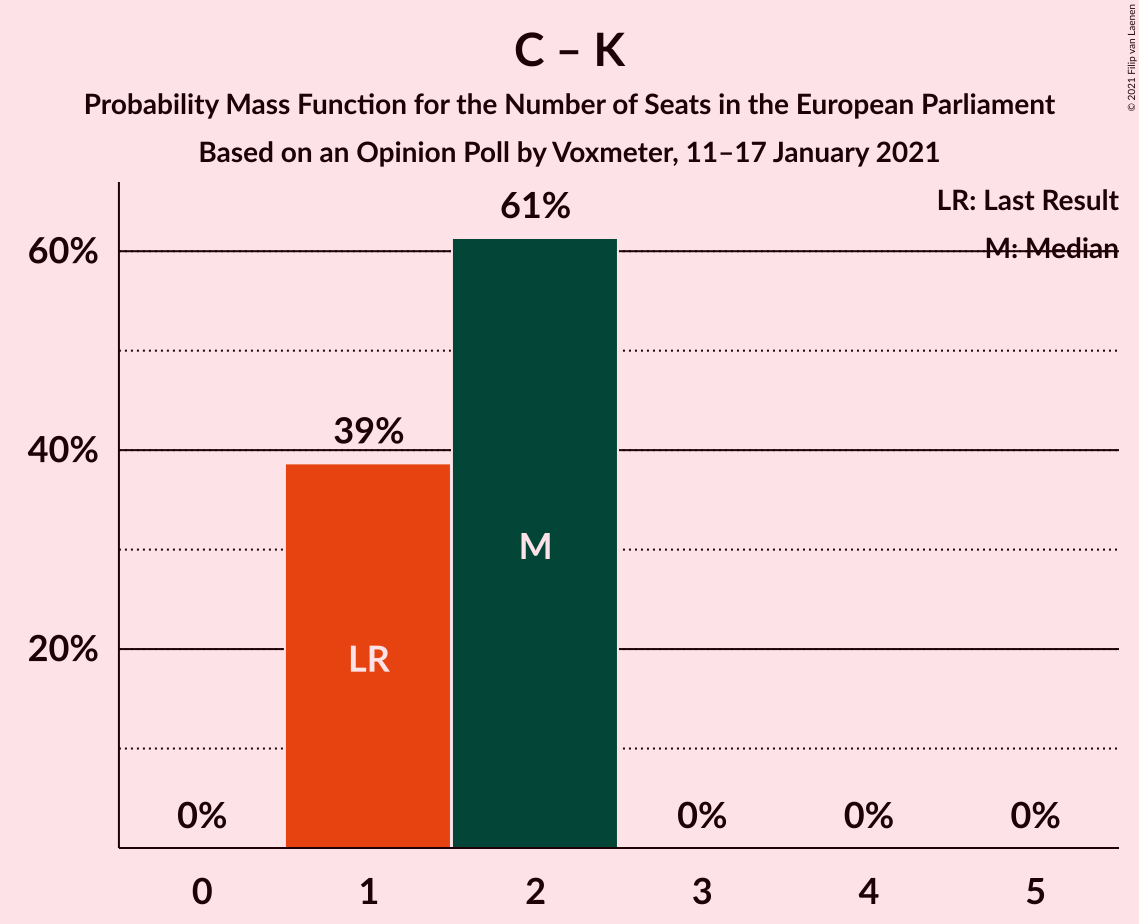 C – K
Probability Mass Function for the Number of Seats in the European Parliament
Based on an Opinion Poll by Voxmeter, 11–17 January 2021
© 2021 Filip van Laenen
LR: Last Result
M: Median
61%
60%
39%
40%
M
LR
20%
0%
0%
0%
0%
0 1 2 3 4 5